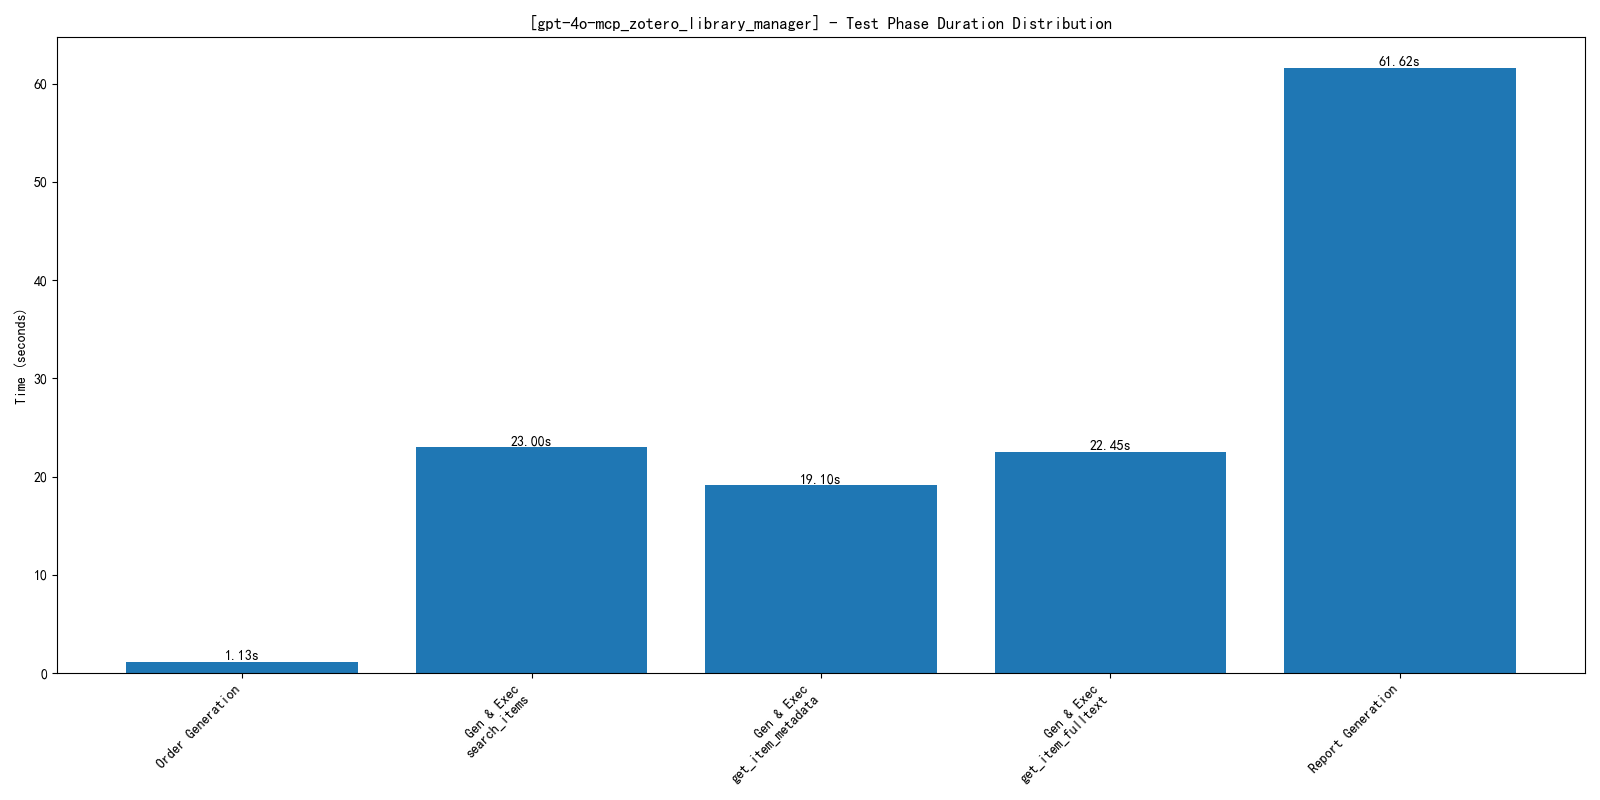 [gpt-4o-mcp_zotero_library_manager] - Test Phase Duration Distribution
Time (seconds)
60
50
40
30
20
10
0
1.13s
23.00s
19.10s
22.45s
61.62s
Order Generation
Gen & Exec
search_items
Gen & Exec
get_item_metadata
Gen & Exec
get_item_fulltext
Report Generation